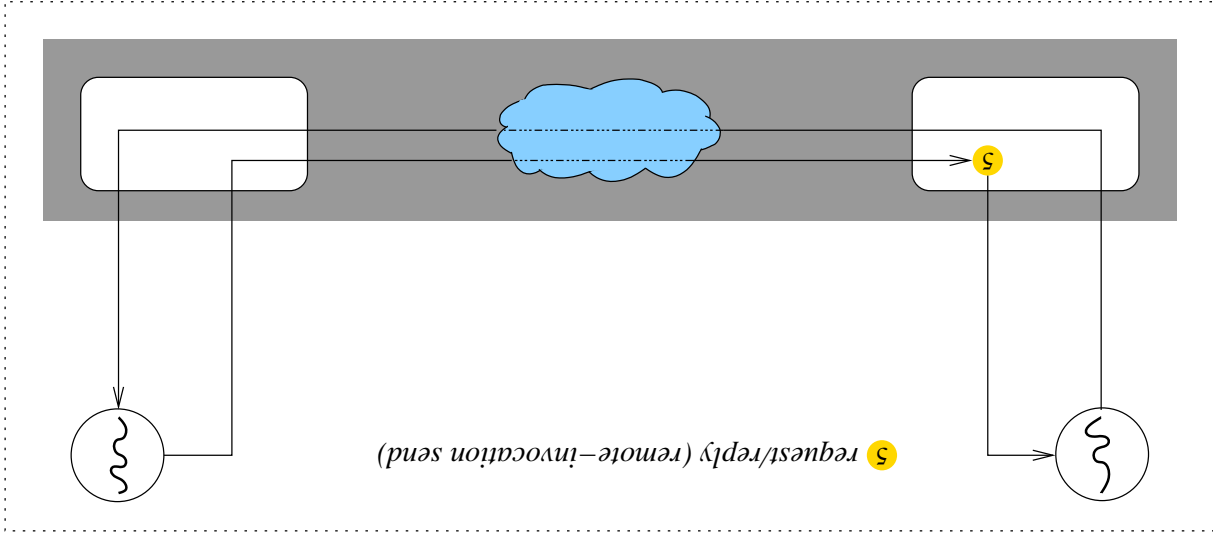 5 request/reply (remote–invocation send)
5